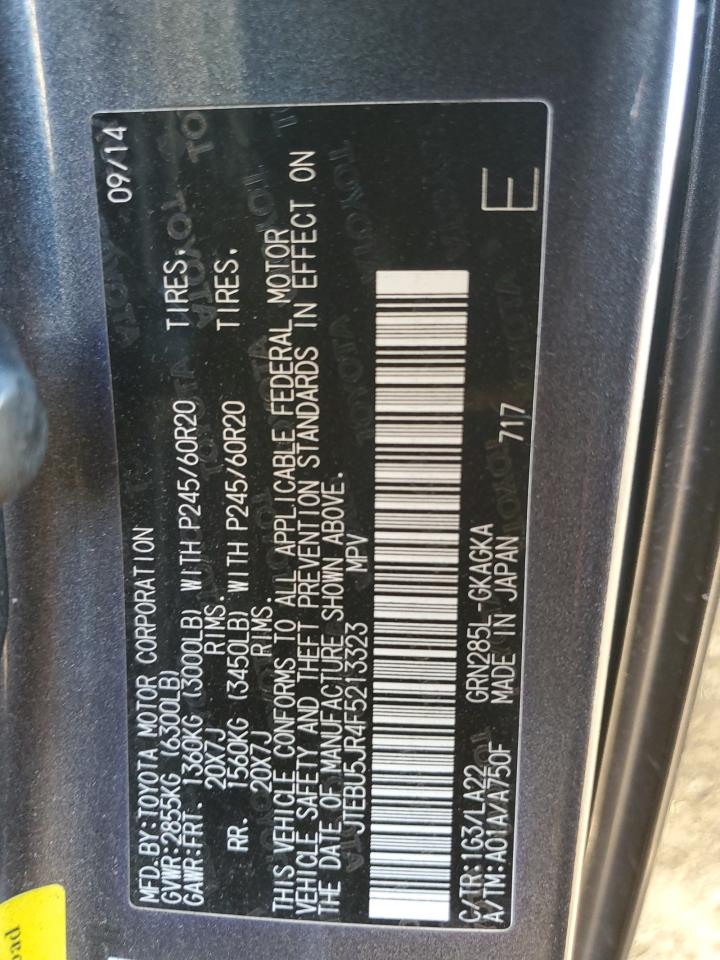 MFD.BY:TOYOTA MOTOR CORPORATION 09/14
GVWR:2855KG (6300LB)
GAWR:FRT. 1360KG (3000LB) WITH P245/60R20 TIRES,
20X7J RIMS.
RR. 1560KG (3450LB) WITH P245/60R20 TIRES,
20X7J RIMS.
THIS VEHICLE CONFORMS TO ALL APPLICABLE FEDERAL MOTOR
VEHICLE SAFETY AND THEFT PREVENTION STANDARDS IN EFFECT ON
THE DATE OF MANUFACTURE SHOWN ABOVE.
JTEBU5JR4F5213323 MPV
C/TR:1G3/LA22 GRN285L-GKAGKA
A/TM:A01A/A750F MADE IN JAPAN 717 E